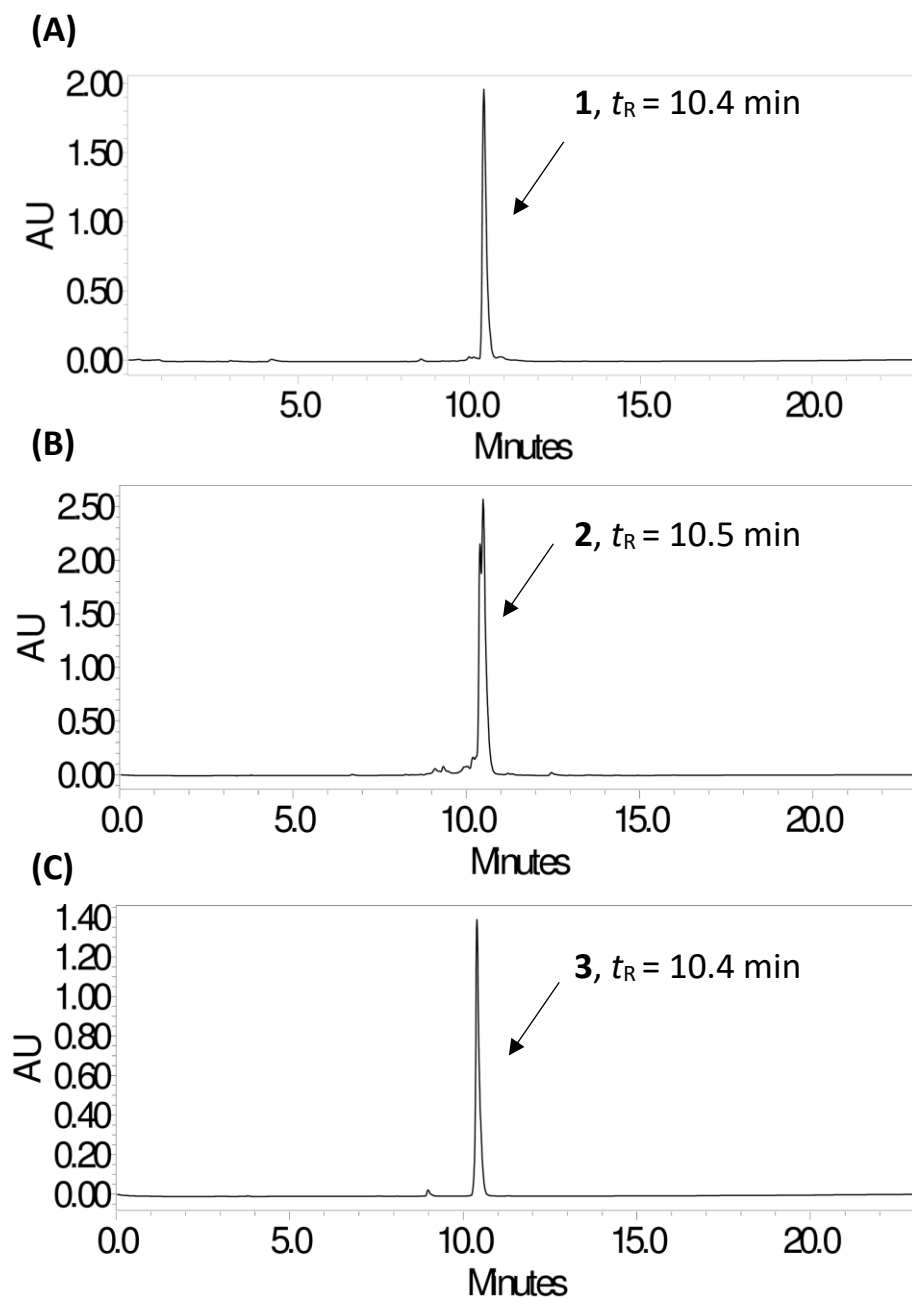 (A)
2.00
1.50
1.00
0.50
0.00
AU
1, tR = 10.4 min
5.0 10.0 15.0 20.0
Minutes
(B)
2.50
2.00
1.50
1.00
0.50
0.00
AU
2, tR = 10.5 min
0.0 5.0 10.0 15.0 20.0
Minutes
(C)
1.40
1.20
1.00
0.80
0.60
0.40
0.20
0.00
AU
3, tR = 10.4 min
0.0 5.0 10.0 15.0 20.0
Minutes